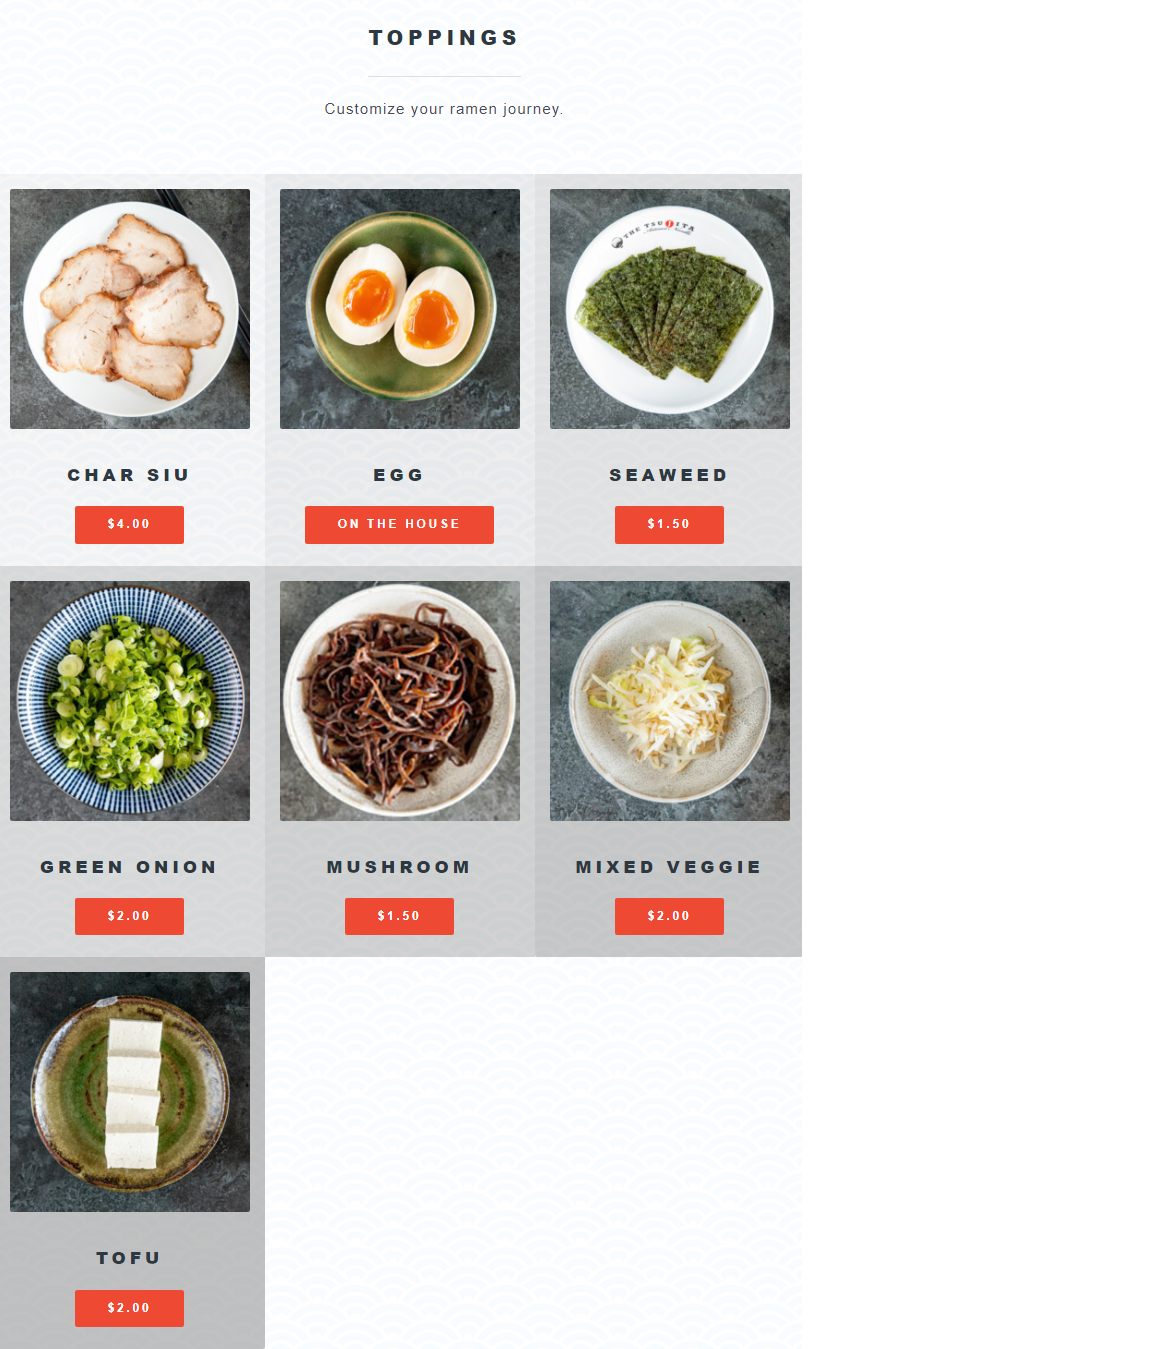 TOPPINGS
Customize your ramen journey.
THE TSUJITA
CHAR SIU
EGG
SEAWEED
$4.00
ON THE HOUSE
$1.50
GREEN ONION
MUSHROOM
MIXED VEGGIE
$2.00
$1.50
$2.00
TOFU
$2.00